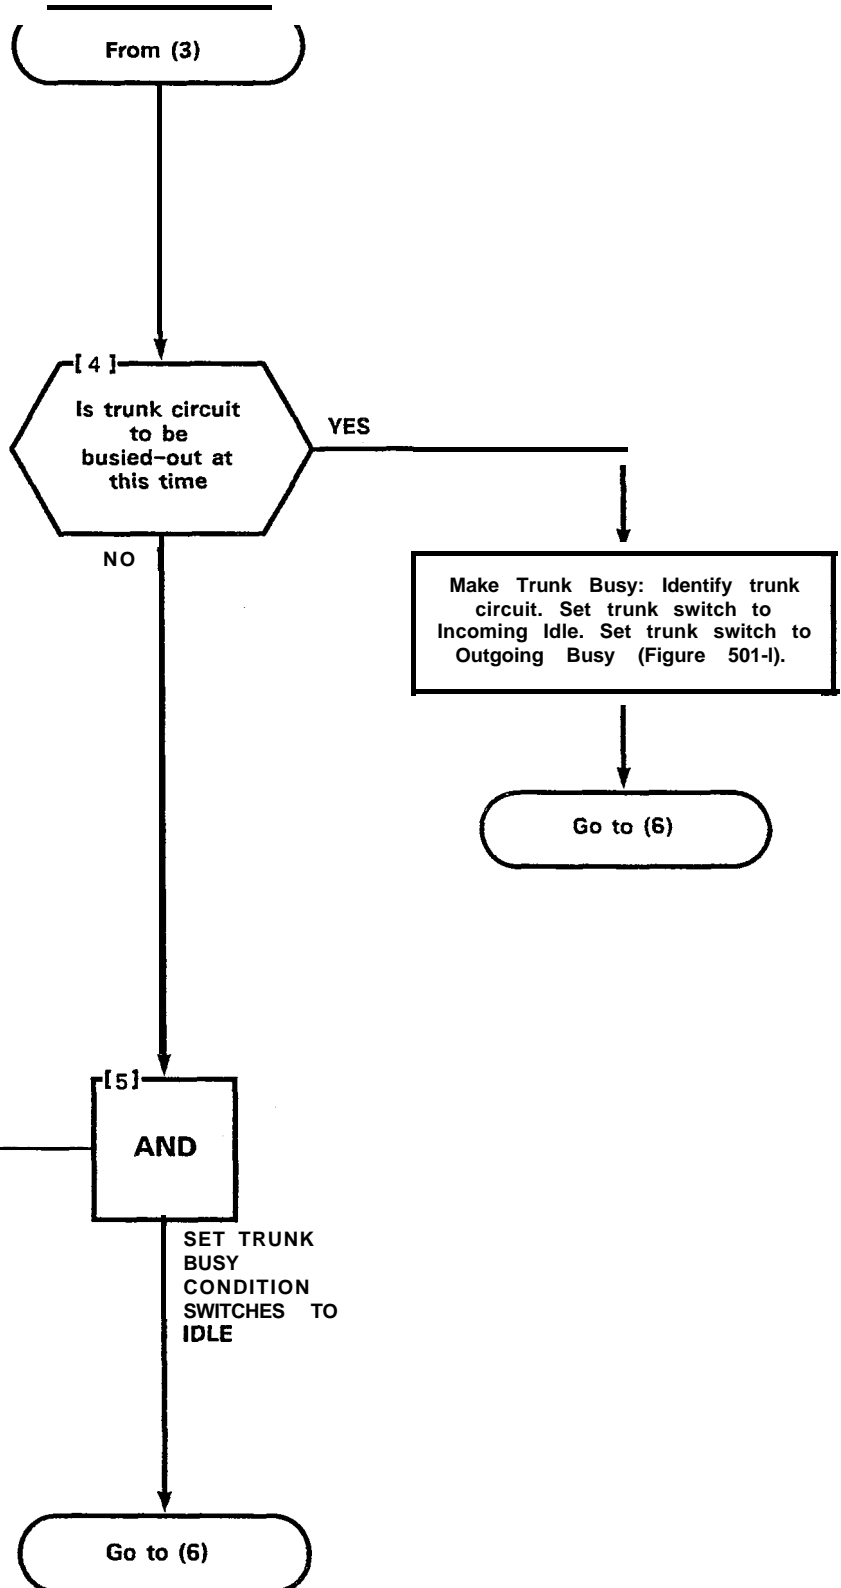 From (3)
[ 4 ]
Is trunk circuit
to be
busied-out at
this time
YES
NO
Make Trunk Busy: Identify trunk
circuit. Set trunk switch to
Incoming Idle. Set trunk switch to
Outgoing Busy (Figure 501-l).
Go to (6)
[5]
AND
SET TRUNK
BUSY
CONDITION
SWITCHES TO
IDLE
Go to (6)